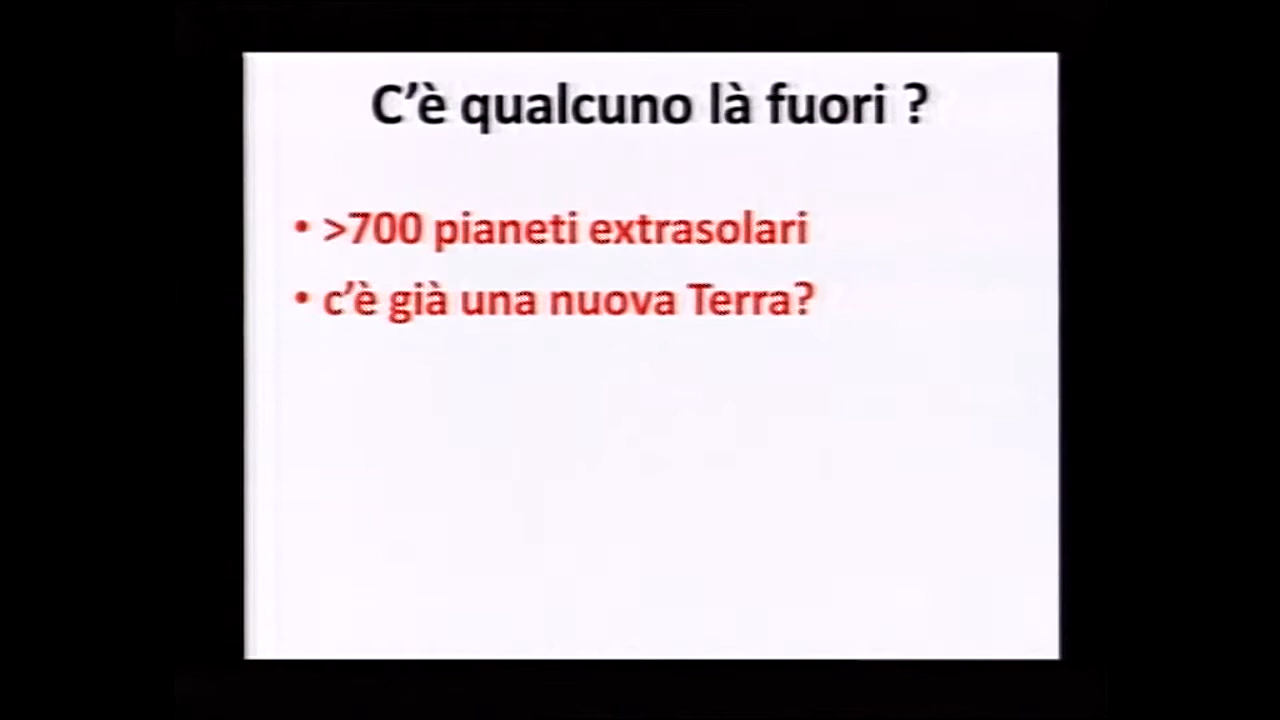 C'è qualcuno là fuori ?
• >700 pianeti extrasolari
• c'è già una nuova Terra?